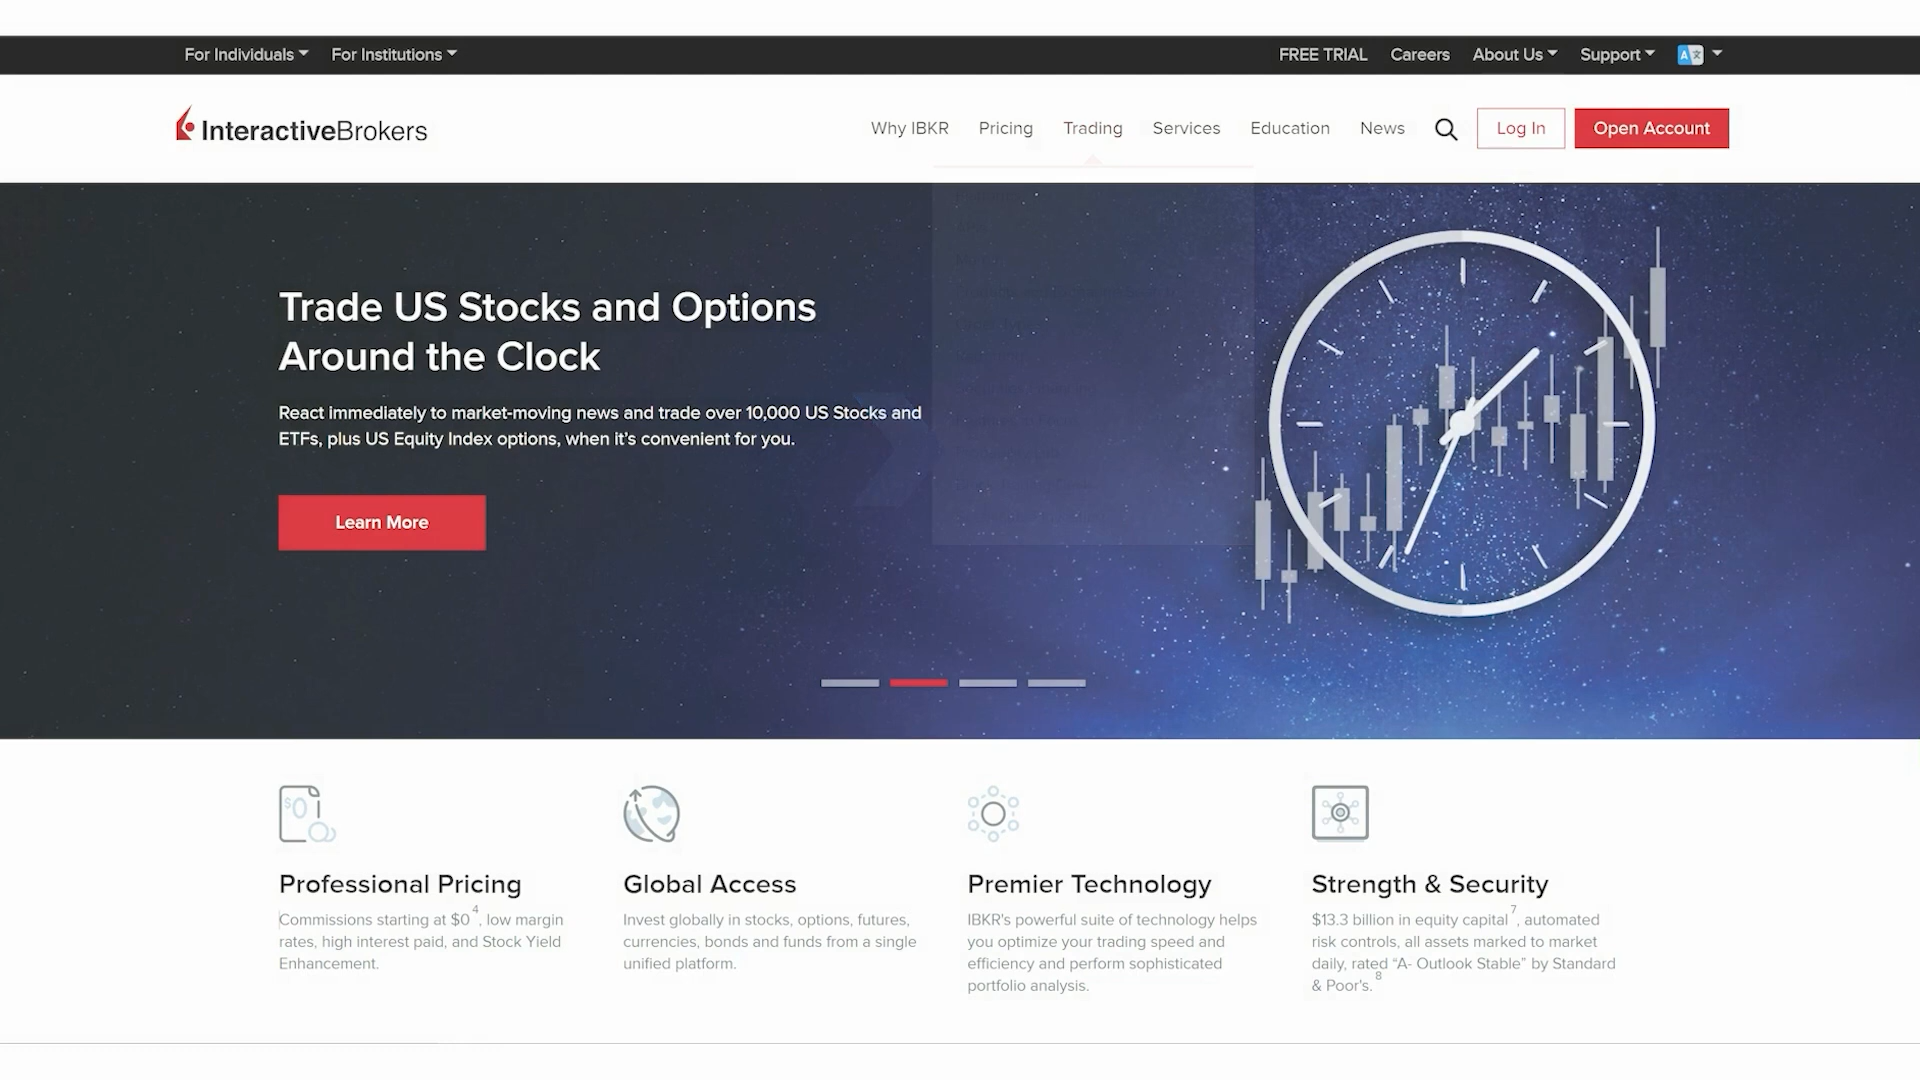 For Individuals For Institutions FREE TRIAL Careers About Us Support
InteractiveBrokers Why IBKR Pricing Trading Services Education News Log In Open Account
Trade US Stocks and Options
Around the Clock
React immediately to market-moving news and trade over 10,000 US Stocks and
ETFs, plus US Equity Index options, when it’s convenient for you.
Learn More
Professional Pricing
Commissions starting at $0 4, low margin
rates, high interest paid, and Stock Yield
Enhancement.
Global Access
Invest globally in stocks, options, futures,
currencies, bonds and funds from a single
unified platform.
Premier Technology
IBKR's powerful suite of technology helps
you optimize your trading speed and
efficiency and perform sophisticated
portfolio analysis.
Strength & Security
$13.3 billion in equity capital 7, automated
risk controls, all assets marked to market
daily, rated “A- Outlook Stable” by Standard
& Poor's. 8